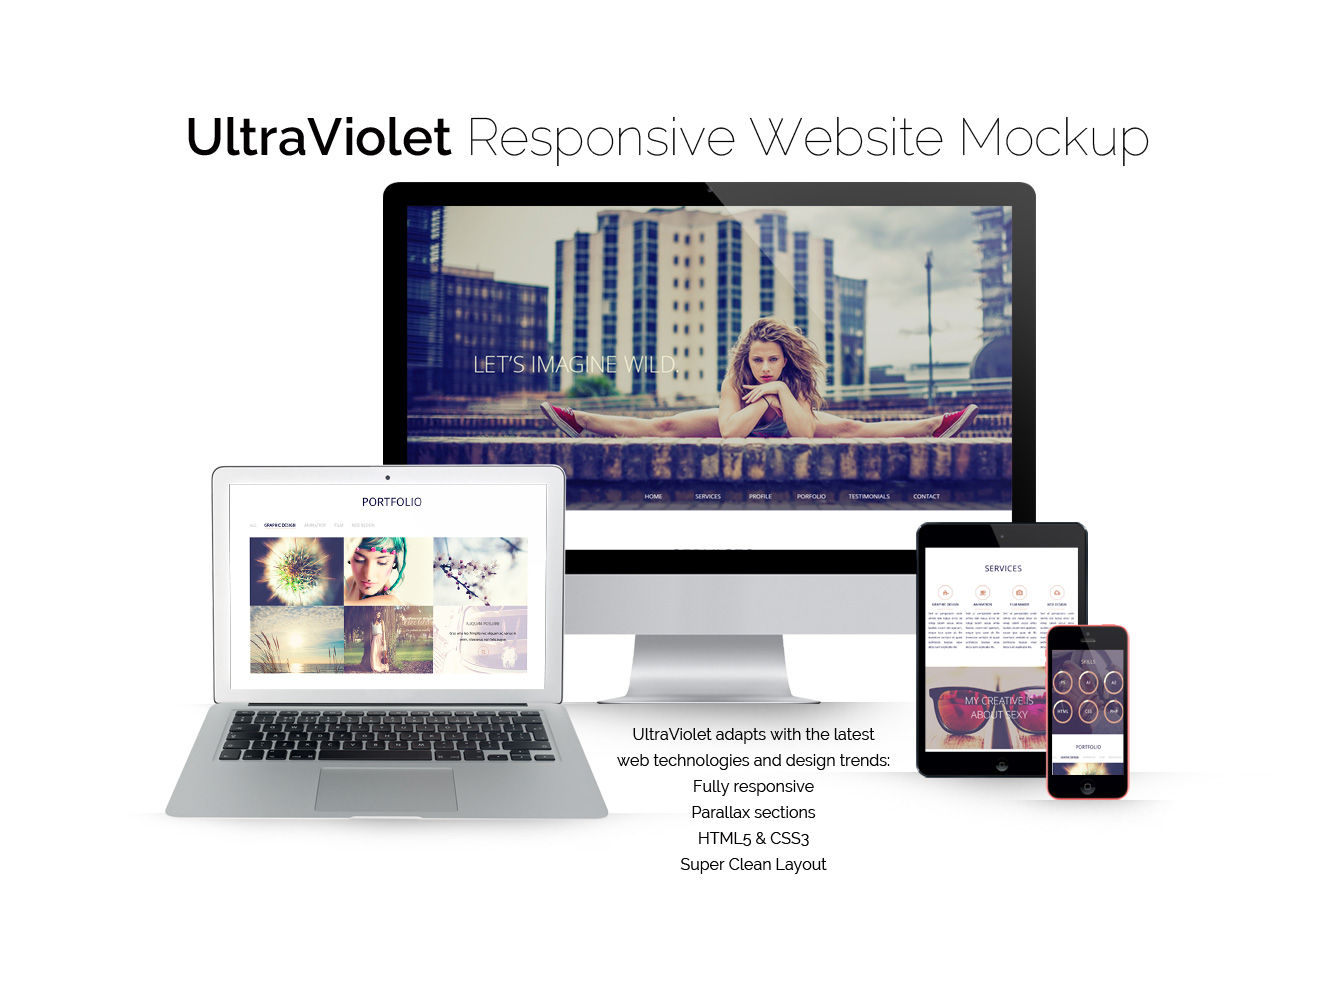 UltraViolet Responsive Website Mockup
LET'S IMAGINE WILD.
HOME SERVICES PROFILE PORFOLIO TESTIMONIALS CONTACT
PORTFOLIO
ALL GRAPHIC DESIGN ANIMATION FILM WEB DESIGN
SERVICES
GRAPHIC DESIGN ANIMATION FILM MAKER WEB DESIGN
MY CREATIVE IS
ABOUT SEXY
SKILLS
PS AI AE
HTML CSS PHP
PORTFOLIO
UltraViolet adapts with the latest
web technologies and design trends:
Fully responsive
Parallax sections
HTML5 & CSS3
Super Clean Layout